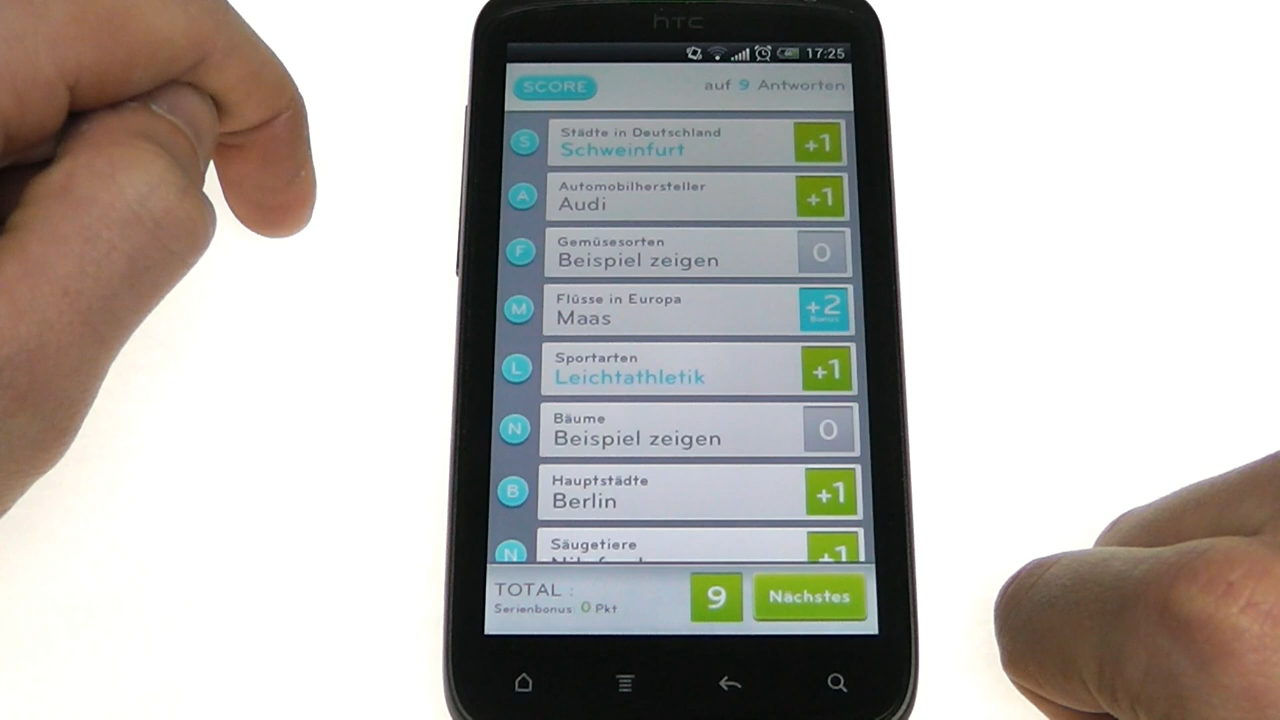 htc
17:25
SCORE
auf 9 Antworten
S
Städte in Deutschland
Schweinfurt
+1
A
Automobilhersteller
Audi
+1
F
Gemüsesorten
Beispiel zeigen
0
M
Flüsse in Europa
Maas
+2
Bonus
L
Sportarten
Leichtathletik
+1
N
Bäume
Beispiel zeigen
0
B
Hauptstädte
Berlin
+1
N
Säugetiere
+1
TOTAL :
9
Nächstes
Serienbonus: 0 Pkt